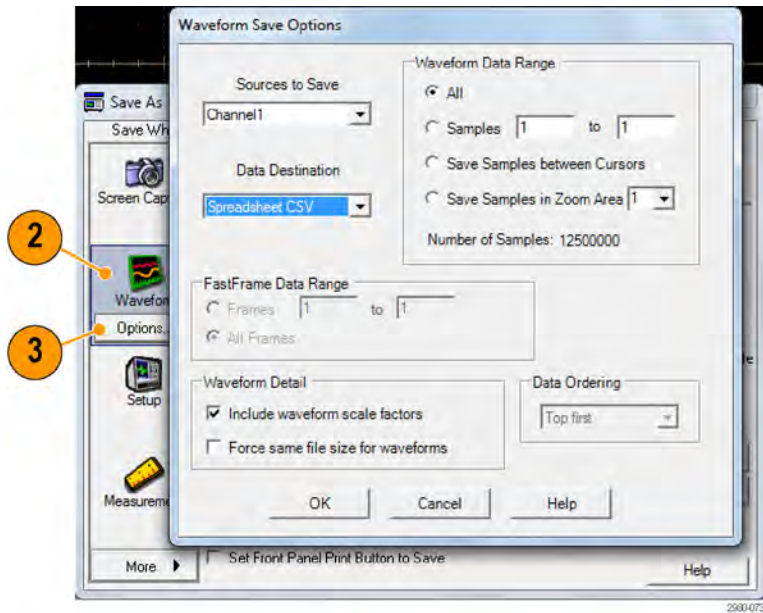 Waveform Save Options
Sources to Save
Channel1
Data Destination
Spreadsheet CSV
Waveform Data Range
All
Samples 1 to 1
Save Samples between Cursors
Save Samples in Zoom Area 1
Number of Samples: 12500000
FastFrame Data Range
Frames 1 to 1
All Frames
Waveform Detail
Include waveform scale factors
Force same file size for waveforms
Data Ordering
Top first
OK Cancel Help
Save As
Save Wh
Screen Cap
2
Wavefor
3
Options..
Setup
Measureme
More
Set Front Panel Print Button to Save
Help